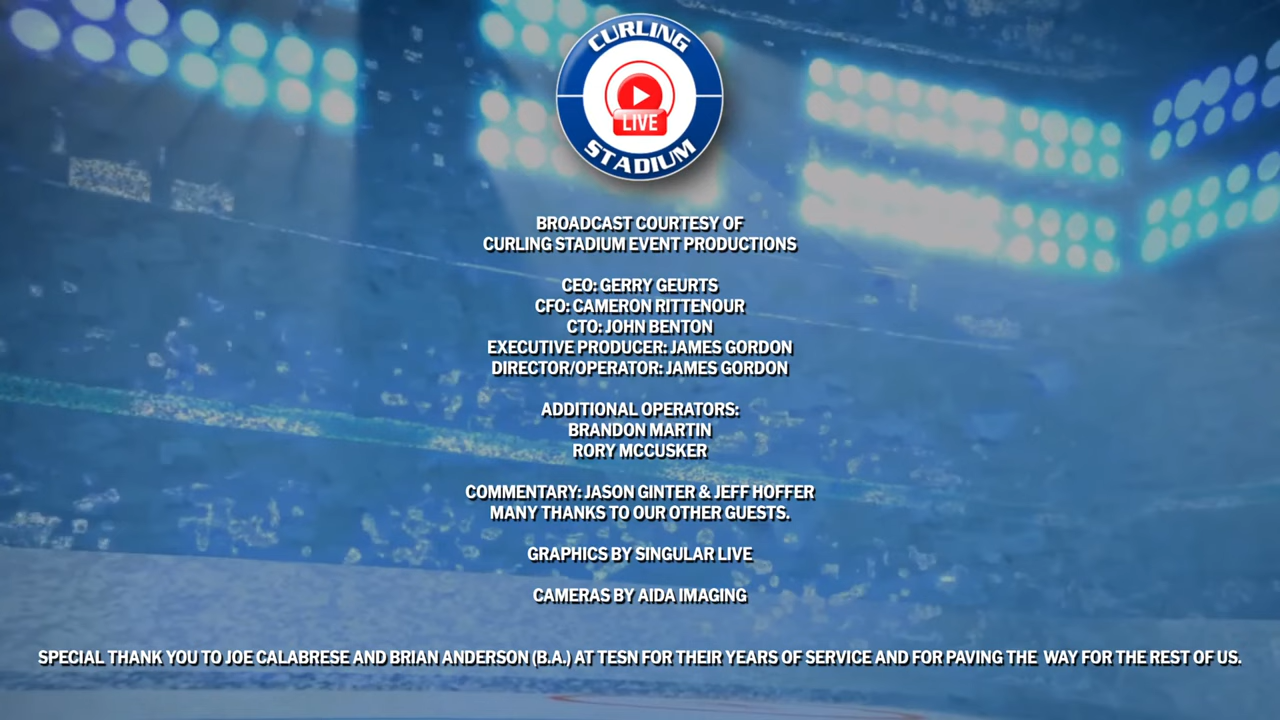 CURLING
LIVE
STADIUM
BROADCAST COURTESY OF
CURLING STADIUM EVENT PRODUCTIONS
CEO: GERRY GEURTS
CFO: CAMERON RITTENOUR
CTO: JOHN BENTON
EXECUTIVE PRODUCER: JAMES GORDON
DIRECTOR/OPERATOR: JAMES GORDON
ADDITIONAL OPERATORS:
BRANDON MARTIN
RORY MCCUSKER
COMMENTARY: JASON GINTER & JEFF HOFFER
MANY THANKS TO OUR OTHER GUESTS.
GRAPHICS BY SINGULAR LIVE
CAMERAS BY AIDA IMAGING
SPECIAL THANK YOU TO JOE CALABRESE AND BRIAN ANDERSON (B.A.) AT TESN FOR THEIR YEARS OF SERVICE AND FOR PAVING THE WAY FOR THE REST OF US.